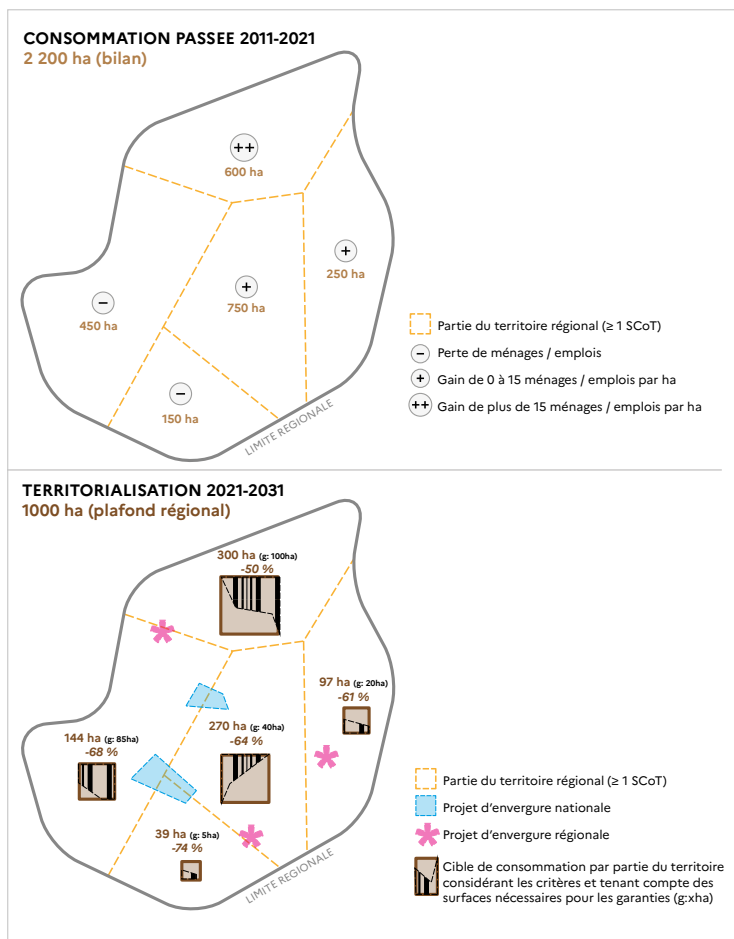 CONSOMMATION PASSEE 2011-2021
2 200 ha (bilan)
++
600 ha
+
250 ha
+
750 ha
−
450 ha
−
150 ha
LIMITE REGIONALE
Partie du territoire régional (≥ 1 SCoT)
− Perte de ménages / emplois
+ Gain de 0 à 15 ménages / emplois par ha
++ Gain de plus de 15 ménages / emplois par ha
TERRITORIALISATION 2021-2031
1000 ha (plafond régional)
300 ha (g: 100ha)
-50 %
97 ha (g: 20ha)
-61 %
270 ha (g: 40ha)
-64 %
144 ha (g: 85ha)
-68 %
39 ha (g: 5ha)
-74 %
LIMITE REGIONALE
Partie du territoire régional (≥ 1 SCoT)
Projet d'envergure nationale
Projet d'envergure régionale
Cible de consommation par partie du territoire
considérant les critères et tenant compte des
surfaces nécessaires pour les garanties (g:xha)